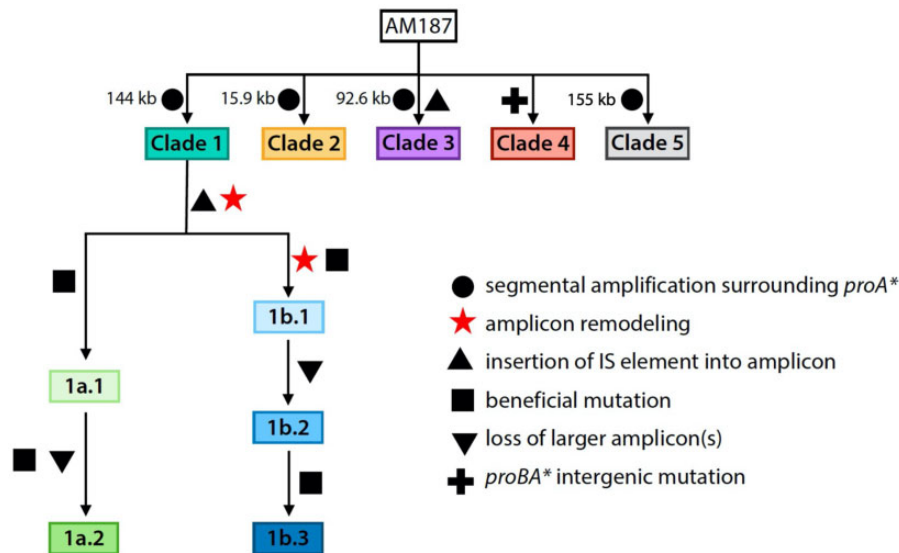 AM187
144 kb
15.9 kb
92.6 kb
155 kb
Clade 1
Clade 2
Clade 3
Clade 4
Clade 5
segmental amplification surrounding proA*
amplicon remodeling
insertion of IS element into amplicon
beneficial mutation
loss of larger amplicon(s)
proBA* intergenic mutation
1b.1
1a.1
1b.2
1a.2
1b.3